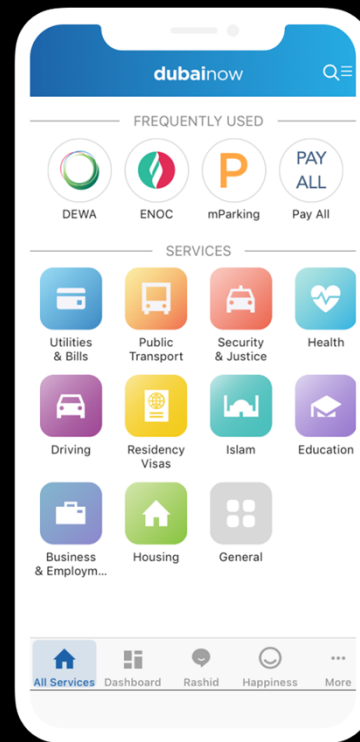 dubainow
FREQUENTLY USED
P
PAY
ALL
DEWA
ENOC
mParking
Pay All
SERVICES
Utilities
& Bills
Public
Transport
Security
& Justice
Health
Driving
Residency
Visas
Islam
Education
Business
& Employm...
Housing
General
All Services
Dashboard
Rashid
Happiness
More